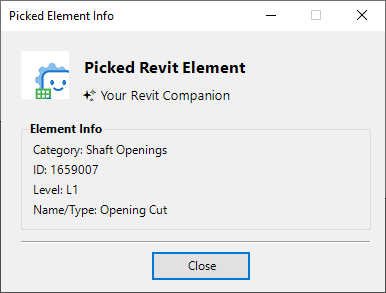 Picked Element Info
Picked Revit Element
✨ Your Revit Companion
Element Info
Category: Shaft Openings
ID: 1659007
Level: L1
Name/Type: Opening Cut
Close